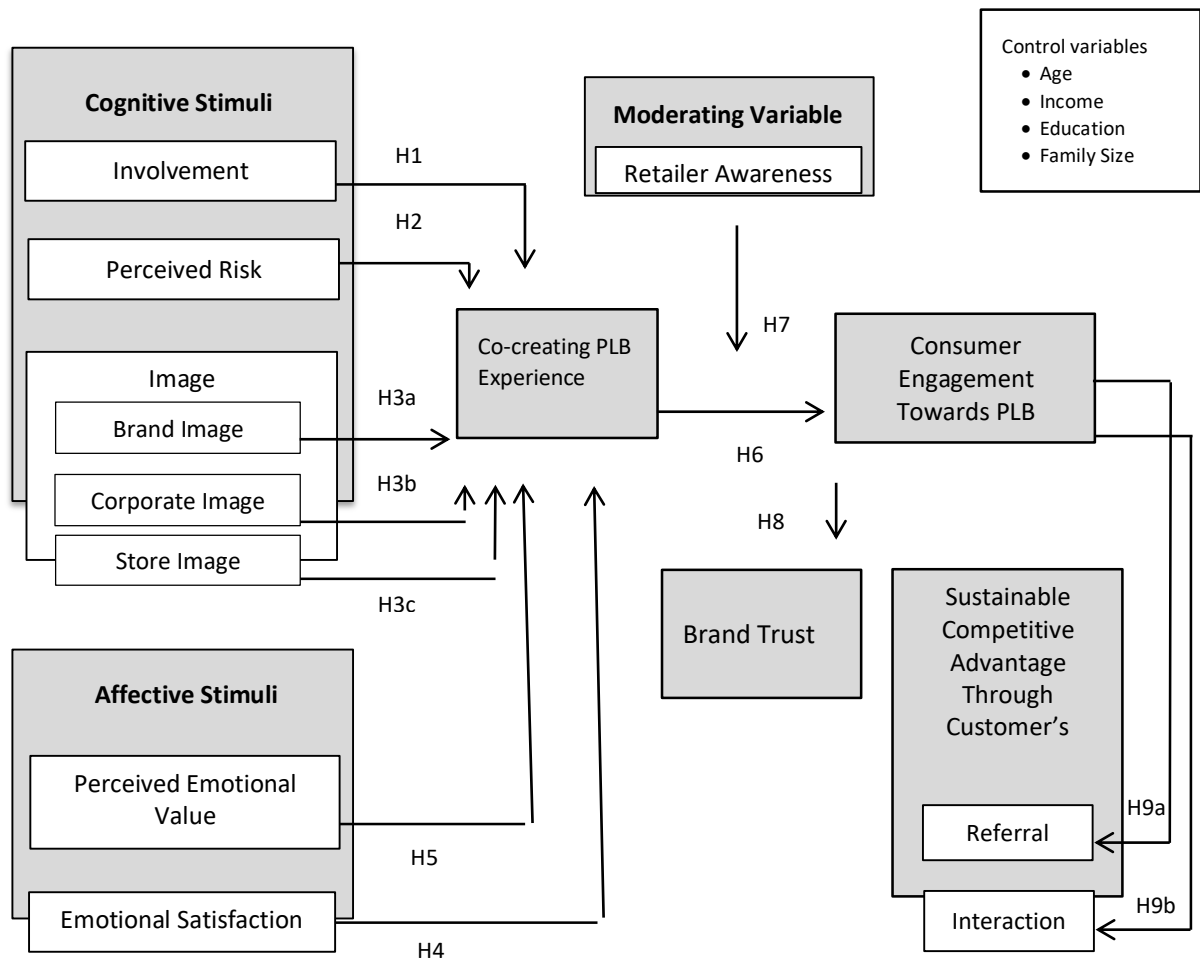 Control variables
• Age
• Income
• Education
• Family Size
Cognitive Stimuli
Involvement
Perceived Risk
Image
Brand Image
Corporate Image
Store Image
H1
H2
H3a
H3b
H3c
Moderating Variable
Retailer Awareness
H7
Co-creating PLB
Experience
H6
Consumer
Engagement
Towards PLB
H8
Brand Trust
Sustainable
Competitive
Advantage
Through
Customer’s
Referral
Interaction
H9a
H9b
Affective Stimuli
Perceived Emotional
Value
Emotional Satisfaction
H5
H4